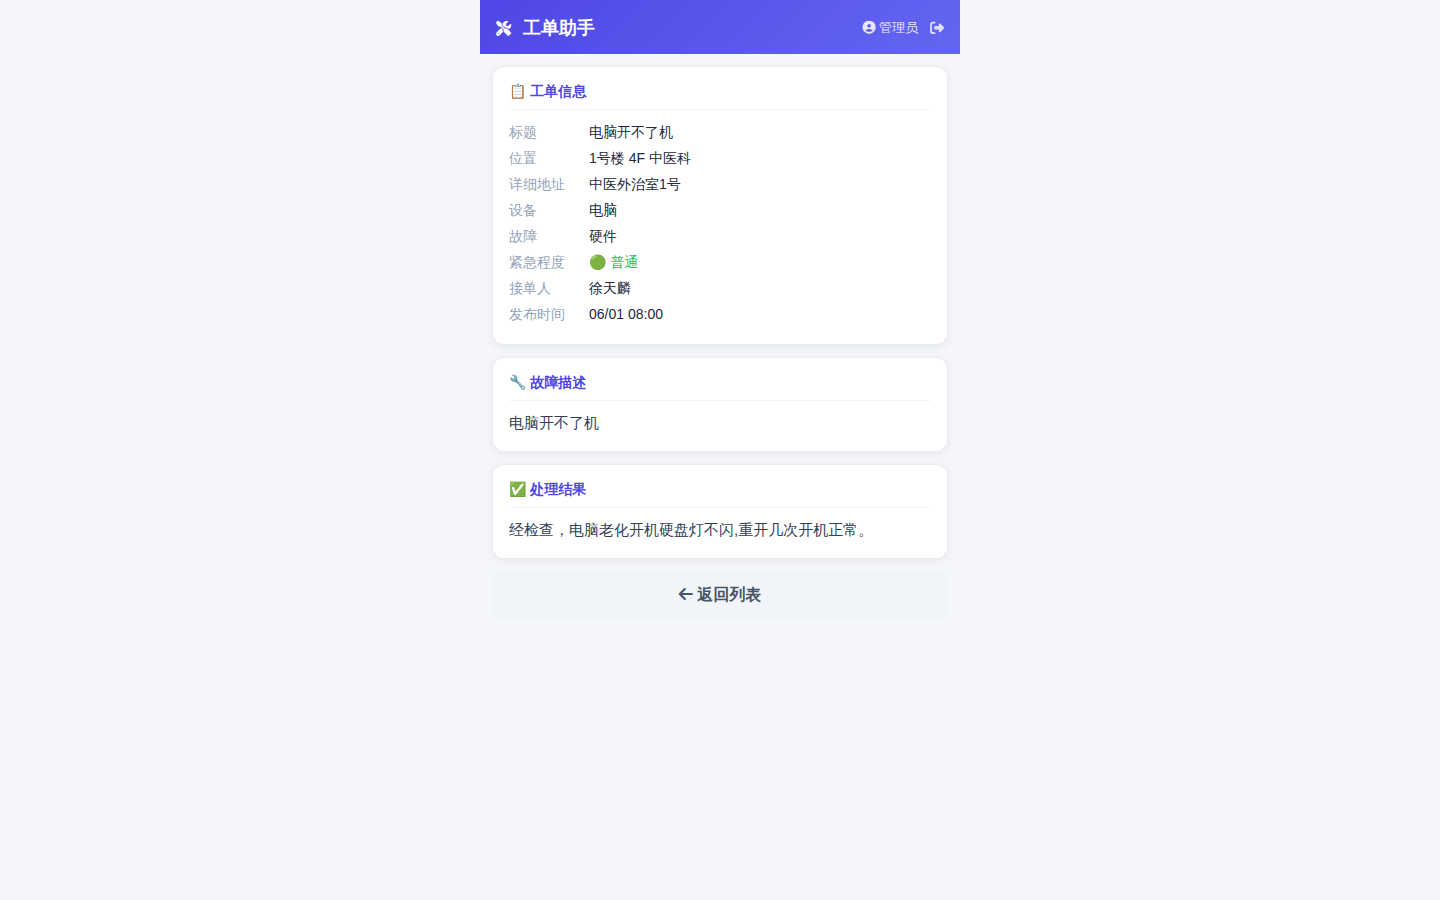 工单助手
管理员
📋 工单信息
标题 电脑开不了机
位置 1号楼 4F 中医科
详细地址 中医外治室1号
设备 电脑
故障 硬件
紧急程度 🟢 普通
接单人 徐天麟
发布时间 06/01 08:00
🔧 故障描述
电脑开不了机
✅ 处理结果
经检查，电脑老化开机硬盘灯不闪,重开几次开机正常。
← 返回列表